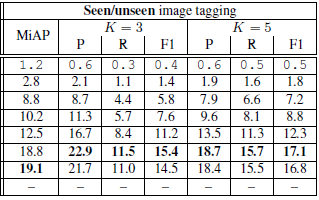 Seen/unseen image tagging
MiAP K = 3 K = 5
P R F1 P R F1
1.2 0.6 0.3 0.4 0.6 0.5 0.5
2.8 2.1 1.1 1.4 1.9 1.6 1.8
8.8 8.7 4.4 5.8 7.9 6.6 7.2
10.2 11.3 5.7 7.6 9.6 8.1 8.8
12.5 16.7 8.4 11.2 13.5 11.3 12.3
18.8 22.9 11.5 15.4 18.7 15.7 17.1
19.1 21.7 11.0 14.5 18.4 15.5 16.8
– – – – – – –